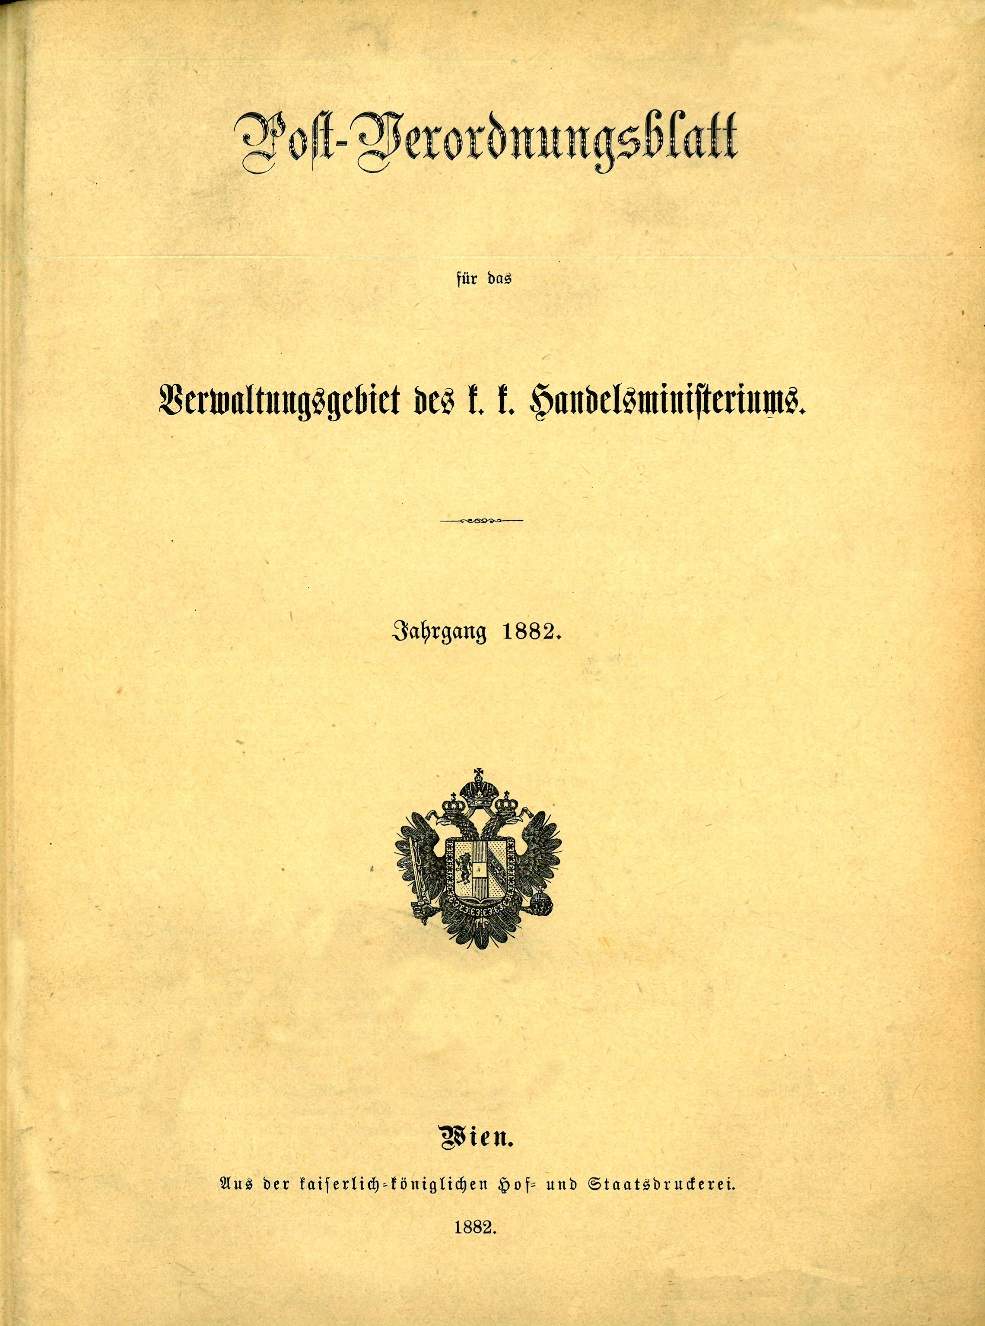 Post-Verordnungsblatt
für das
Verwaltungsgebiet des k. k. Handelsministeriums.
Jahrgang 1882.
Wien.
Aus der kaiserlich-königlichen Hof- und Staatsdruckerei.
1882.